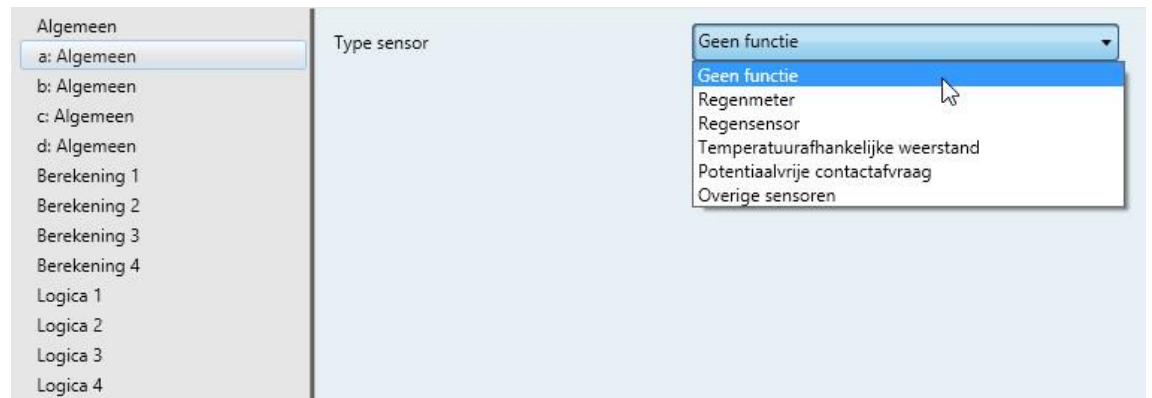 Algemeen
a: Algemeen
b: Algemeen
c: Algemeen
d: Algemeen
Berekening 1
Berekening 2
Berekening 3
Berekening 4
Logica 1
Logica 2
Logica 3
Logica 4
Type sensor
Geen functie
Geen functie
Regenmeter
Regensensor
Temperatuurafhankelijke weerstand
Potentiaalvrije contactafvraag
Overige sensoren